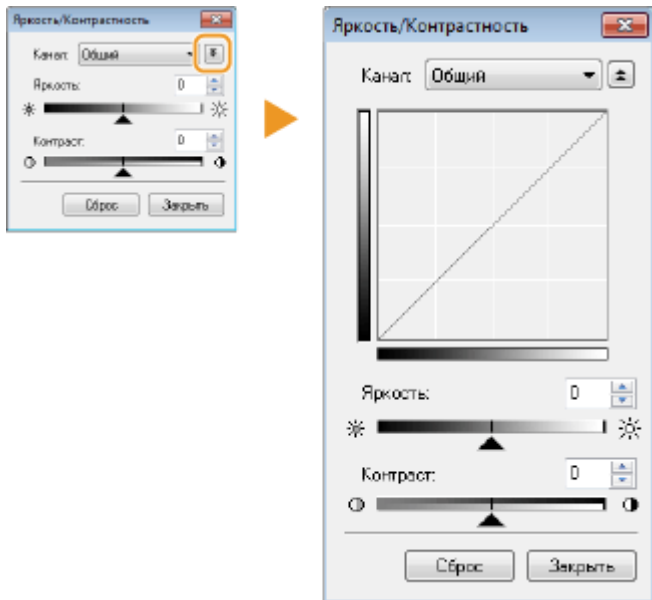 Яркость/Контрастность
Канал: Общий
Яркость: 0
Контраст: 0
Сброс Закрыть
Яркость/Контрастность
Канал: Общий
Яркость: 0
Контраст: 0
Сброс Закрыть